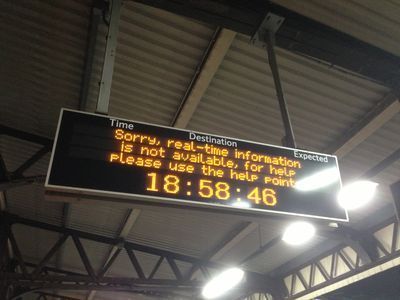 Time Destination Expected
Sorry, real-time information
is not available, for help
please use the help point
18:58:46